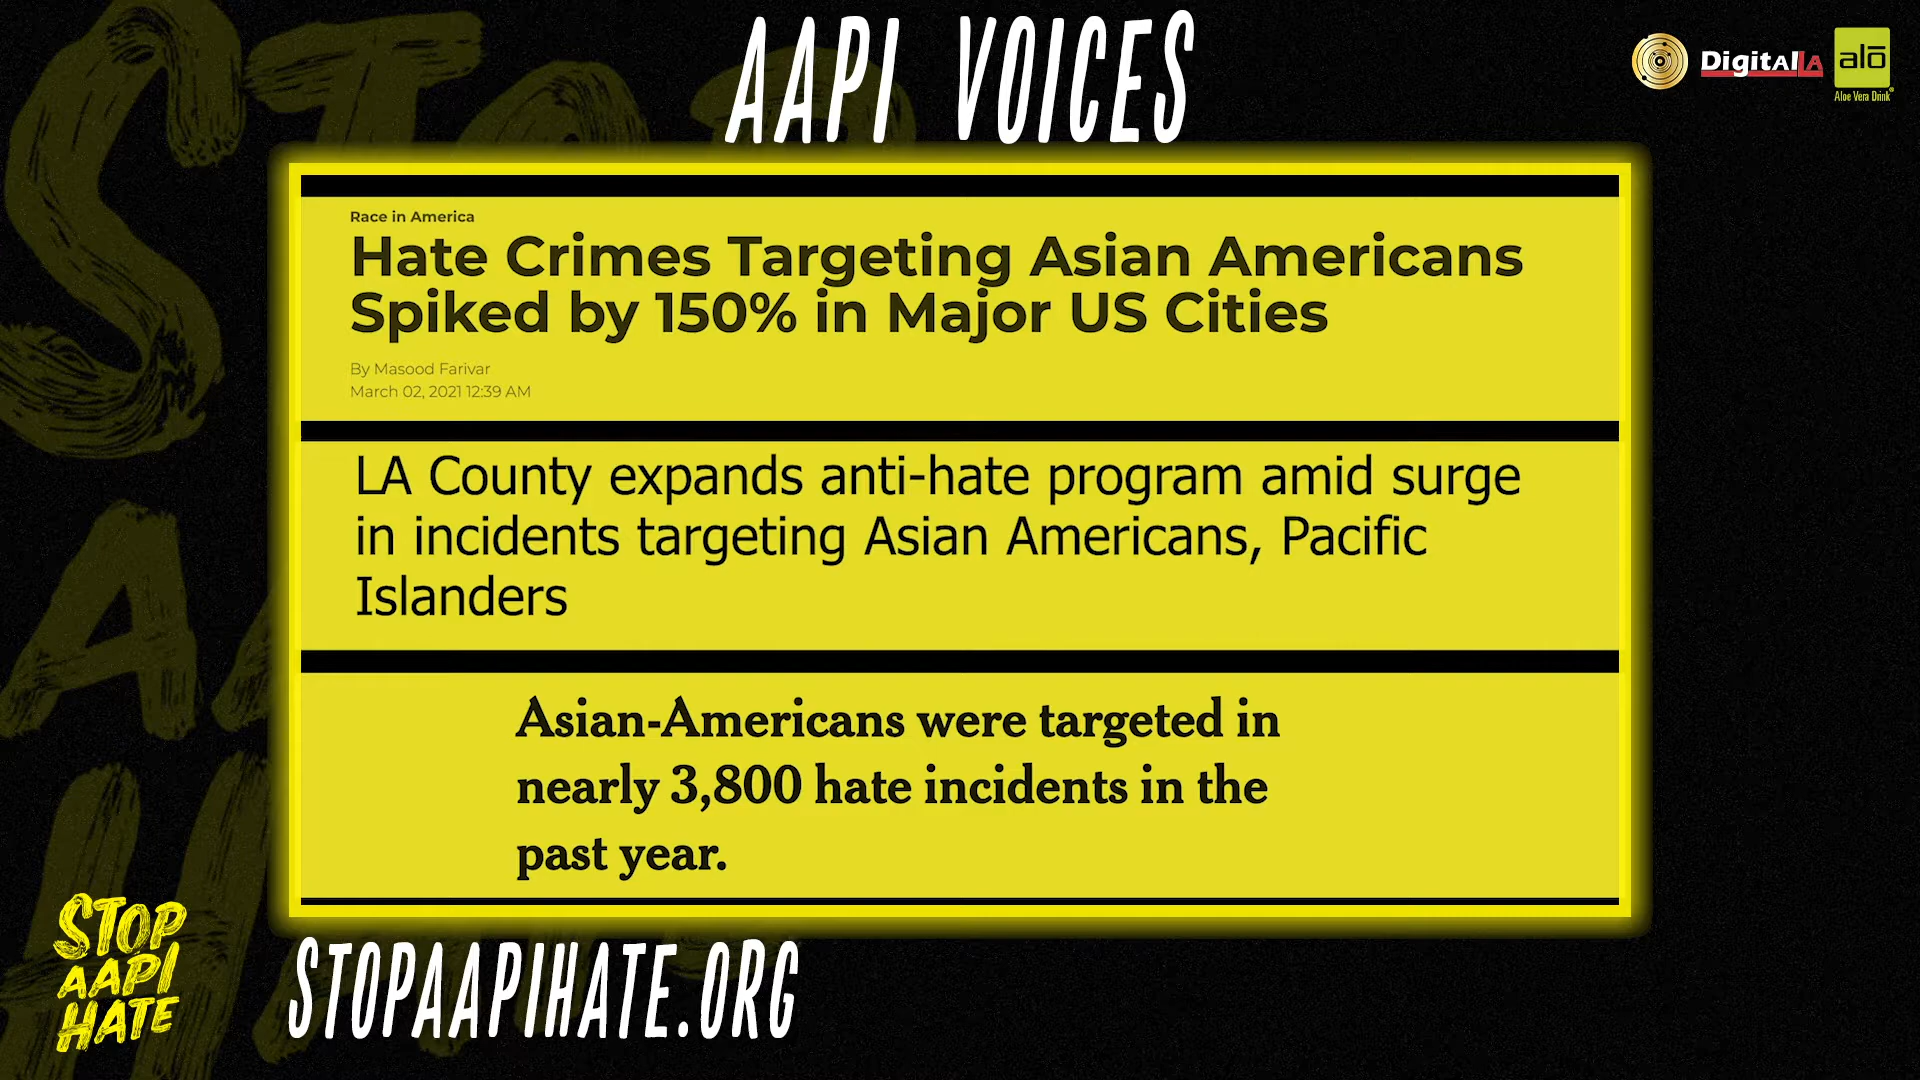 AAPI VOICES
DigitAlLA
alō
Aloe Vera Drink®
Race in America
Hate Crimes Targeting Asian Americans
Spiked by 150% in Major US Cities
By Masood Farivar
March 02, 2021 12:39 AM
LA County expands anti-hate program amid surge
in incidents targeting Asian Americans, Pacific
Islanders
Asian-Americans were targeted in
nearly 3,800 hate incidents in the
past year.
STOP
AAPI
HATE
STOPAAPIHATE.ORG